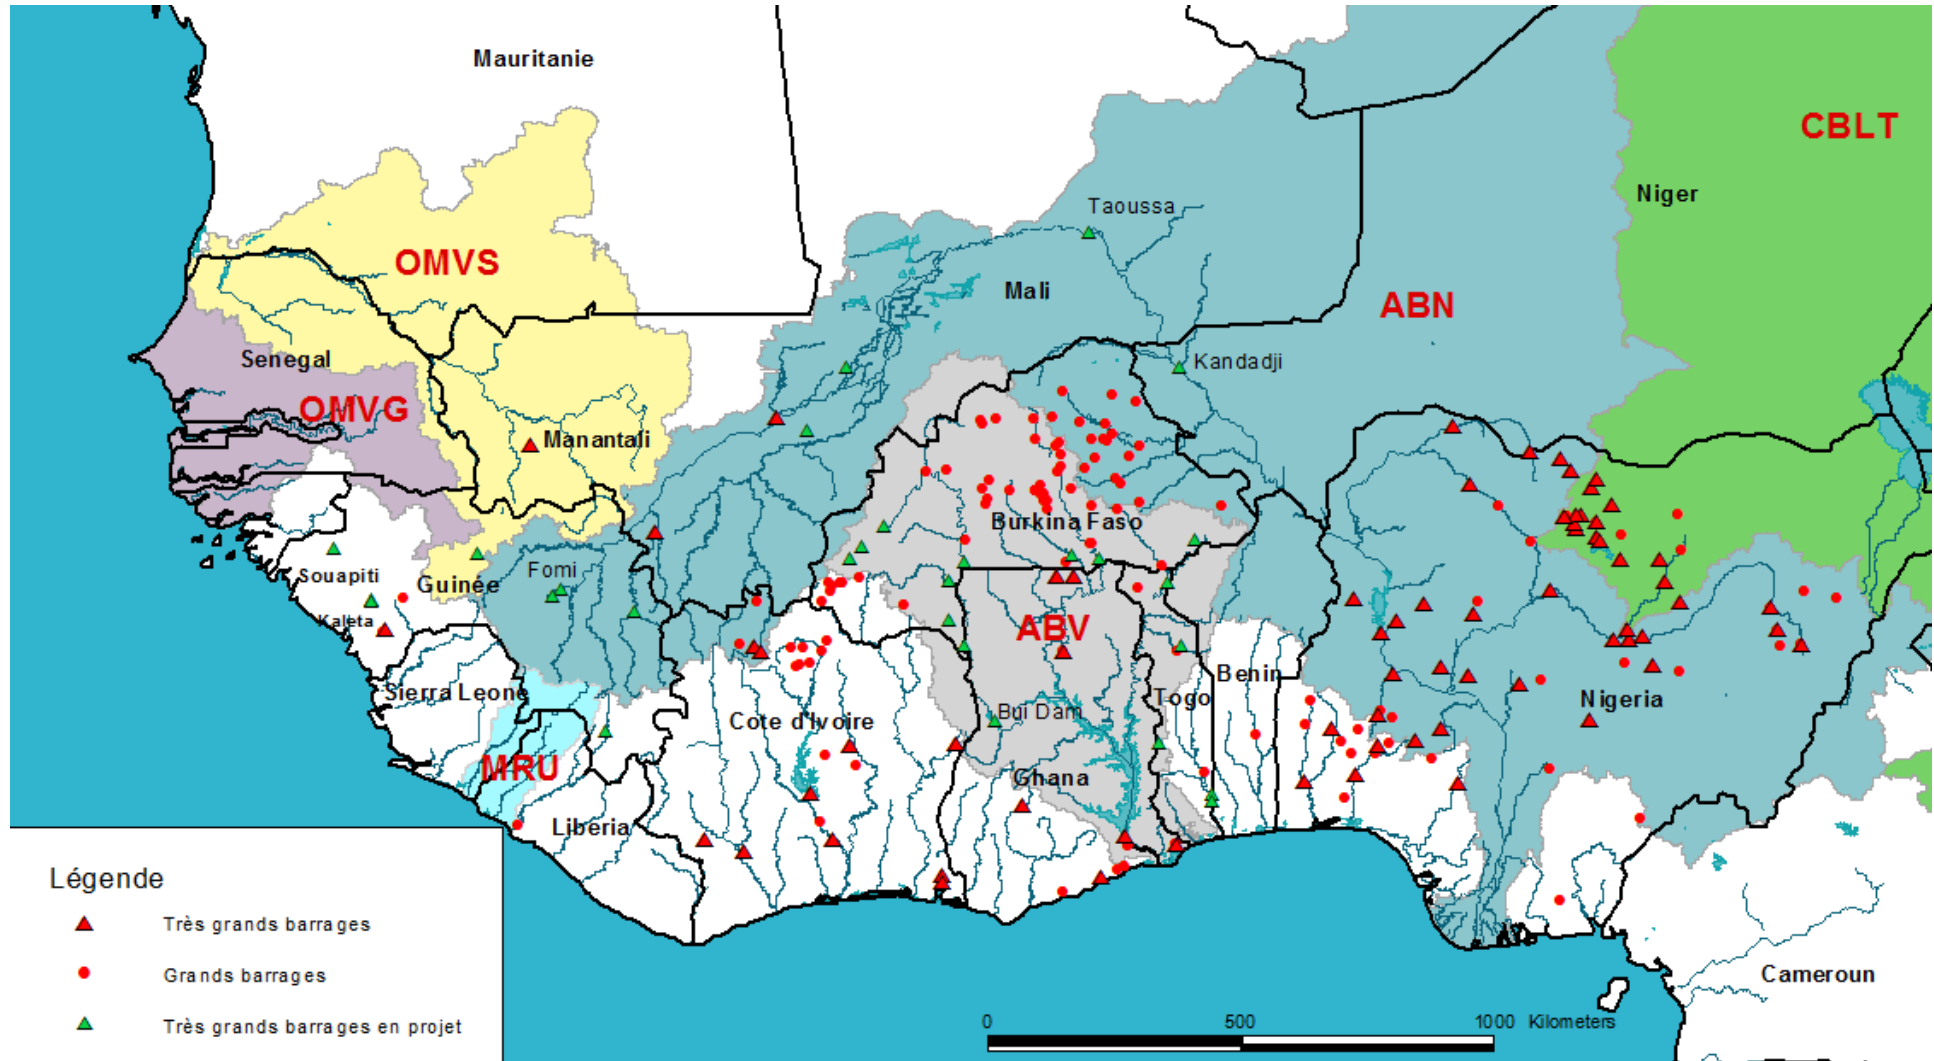 Mauritanie
CBLT
Niger
Taoussa
OMVS
Mali
ABN
Senegal
Kandadji
OMVG
Manantali
Burkina Faso
Fomi
Souapiti
Guinée
Kaleta
ABV
Sierra Leone
Benin
Togo
Nigeria
Bui Dam
Cote d'Ivoire
MRU
Ghana
Liberia
Légende
Très grands barrages
Grands barrages
Très grands barrages en projet
Cameroun
0 500 1000 Kilometers